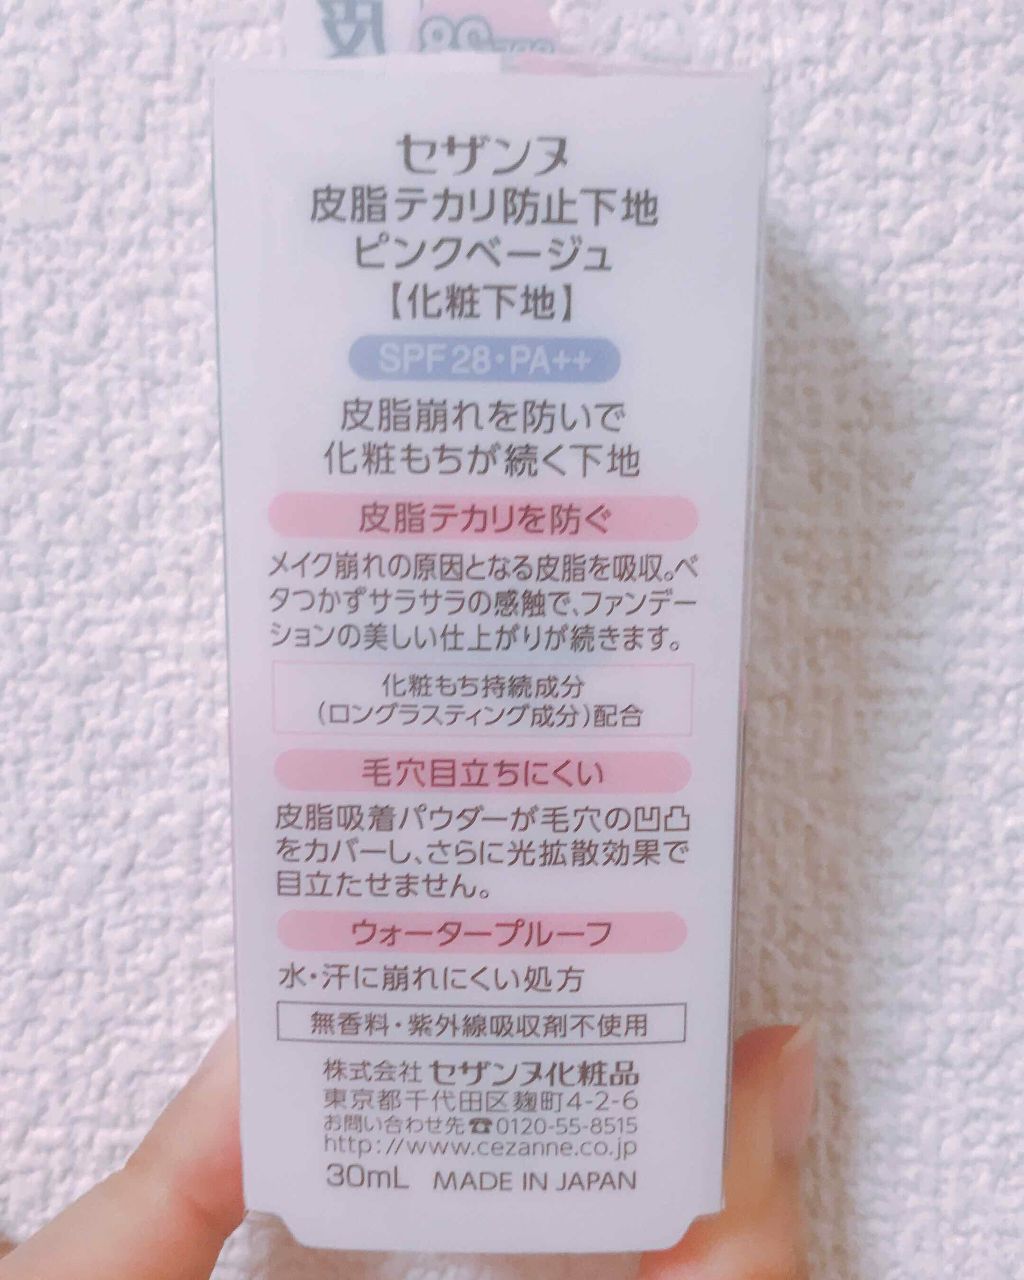 皮
28
セザンヌ
皮脂テカリ防止下地
ピンクベージュ
【化粧下地】
SPF28・PA++
皮脂崩れを防いで
化粧もちが続く下地
皮脂テカリを防ぐ
メイク崩れの原因となる皮脂を吸収。ベ
タつかずサラサラの感触で、ファンデー
ションの美しい仕上がりが続きます。
化粧もち持続成分
(ロングラスティング成分)配合
毛穴目立ちにくい
皮脂吸着パウダーが毛穴の凹凸
をカバーし、さらに光拡散効果で
目立たせません。
ウォータープルーフ
水・汗に崩れにくい処方
無香料・紫外線吸収剤不使用
株式会社 セザンヌ化粧品
東京都千代田区麹町4-2-6
お問い合わせ先☎0120-55-8515
http://www.cezanne.co.jp
30mL MADE IN JAPAN